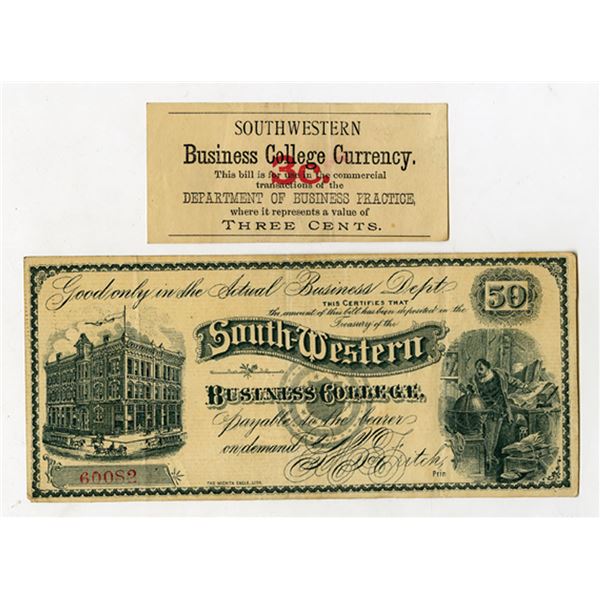 SOUTHWESTERN
Business College Currency.
3c.
This bill is for use in the commercial
transactions of the
DEPARTMENT OF BUSINESS PRACTICE,
where it represents a value of
THREE CENTS.
Good only in the Actual Business Dept
50
THIS CERTIFIES THAT
the amount of this bill has been deposited in the
Treasury of the
South-Western
BUSINESS COLLEGE,
payable to the bearer
on demand
Fitch
Prin
60082
THE WICHITA EAGLE, LITH.